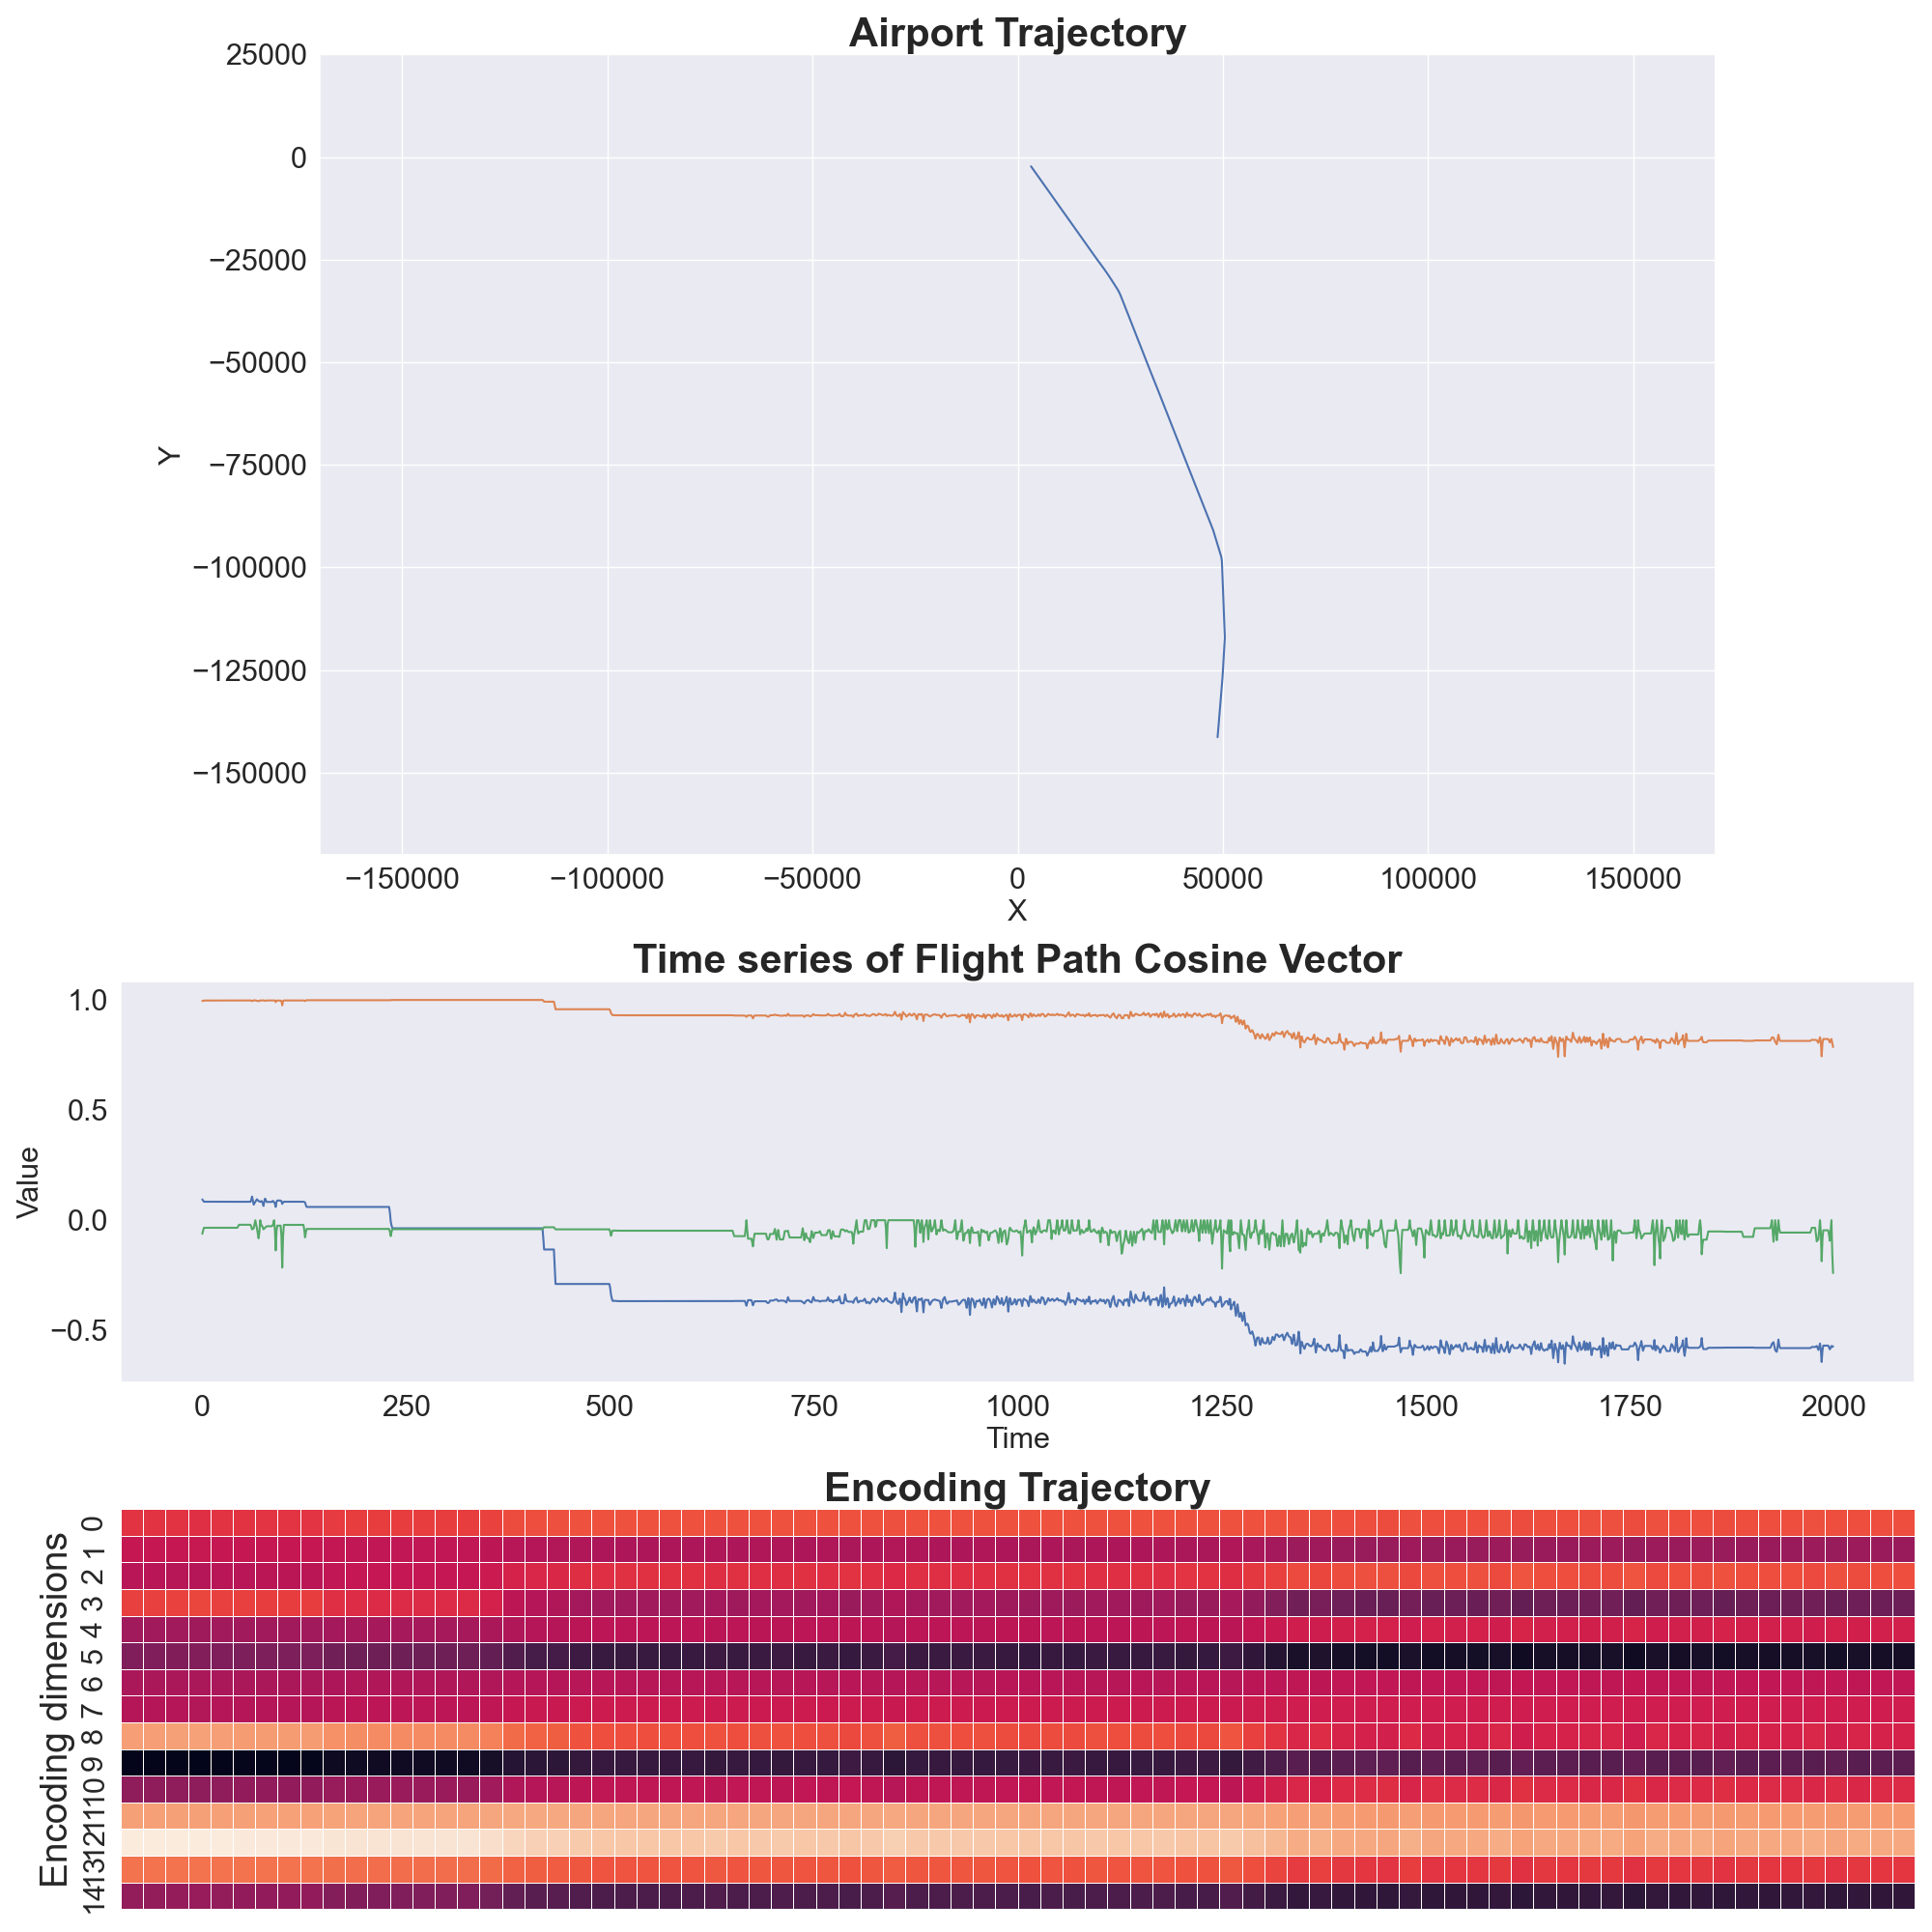 Airport Trajectory
25000
0
−25000
−50000
−75000
−100000
−125000
−150000
Y
−150000 −100000 −50000 0 50000 100000 150000
X
Time series of Flight Path Cosine Vector
1.0
0.5
0.0
−0.5
Value
0 250 500 750 1000 1250 1500 1750 2000
Time
Encoding Trajectory
Encoding dimensions
0
1
2
3
4
5
6
7
8
9
10
11
12
13
14